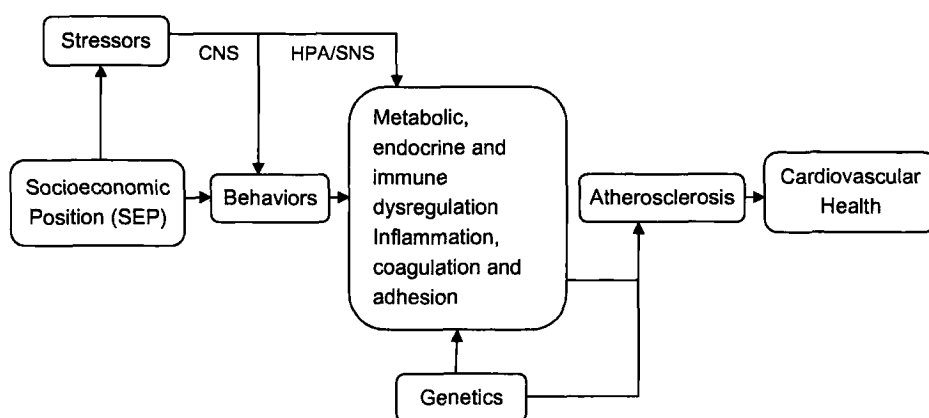 Stressors
CNS
HPA/SNS
Socioeconomic
Position (SEP)
Behaviors
Metabolic,
endocrine and
immune
dysregulation
Inflammation,
coagulation and
adhesion
Atherosclerosis
Cardiovascular
Health
Genetics